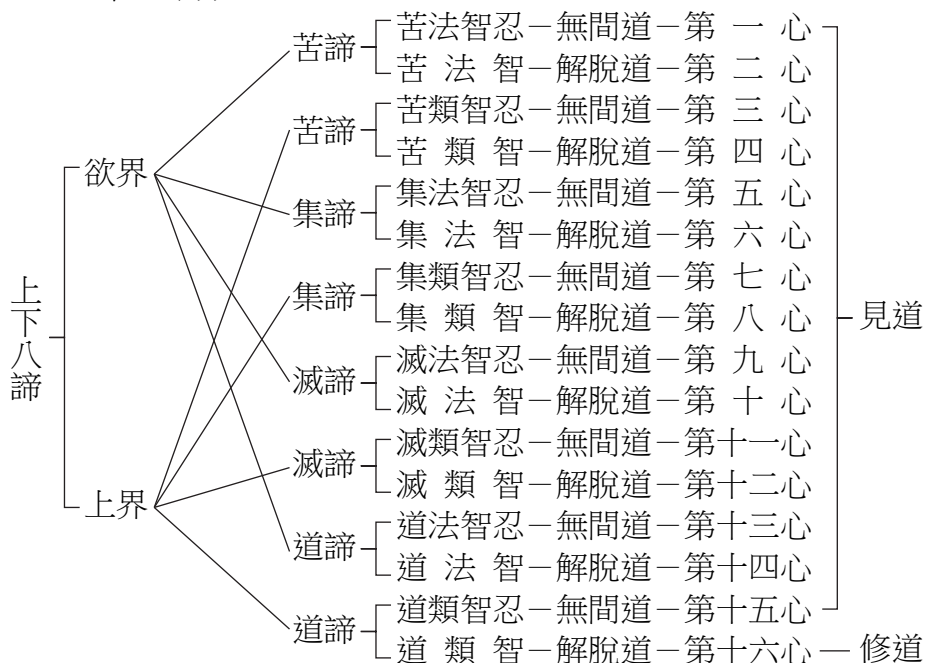 上下八諦
欲界
上界
苦諦
苦法智忍－無間道－第一心
苦法智－解脫道－第二心
苦諦
苦類智忍－無間道－第三心
苦類智－解脫道－第四心
集諦
集法智忍－無間道－第五心
集法智－解脫道－第六心
集諦
集類智忍－無間道－第七心
集類智－解脫道－第八心
滅諦
滅法智忍－無間道－第九心
滅法智－解脫道－第十心
滅諦
滅類智忍－無間道－第十一心
滅類智－解脫道－第十二心
道諦
道法智忍－無間道－第十三心
道法智－解脫道－第十四心
道諦
道類智忍－無間道－第十五心
道類智－解脫道－第十六心
見道
修道